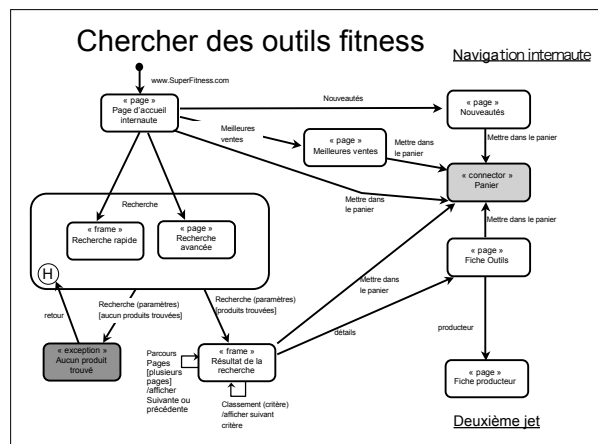 Chercher des outils fitness
Navigation internaute
www.SuperFitness.com
« page »
Page d'accueil
internaute
Nouveautés
« page »
Nouveautés
Meilleures
ventes
« page »
Meilleures ventes
Mettre dans
le panier
Mettre dans le panier
« connector »
Panier
Recherche
« frame »
Recherche rapide
« page »
Recherche
avancée
Mettre dans
le panier
Mettre dans le panier
« page »
Fiche Outils
H
retour
Recherche (paramètres)
[aucun produits trouvées]
Recherche (paramètres)
[produits trouvées]
Mettre dans
le panier
détails
producteur
« exception »
Aucun produit
trouvé
Parcours
Pages
[plusieurs
pages]
/afficher
Suivante ou
précédente
« frame »
Résultat de la
recherche
Classement (critère)
/afficher suivant
critère
« page »
Fiche producteur
Deuxième jet